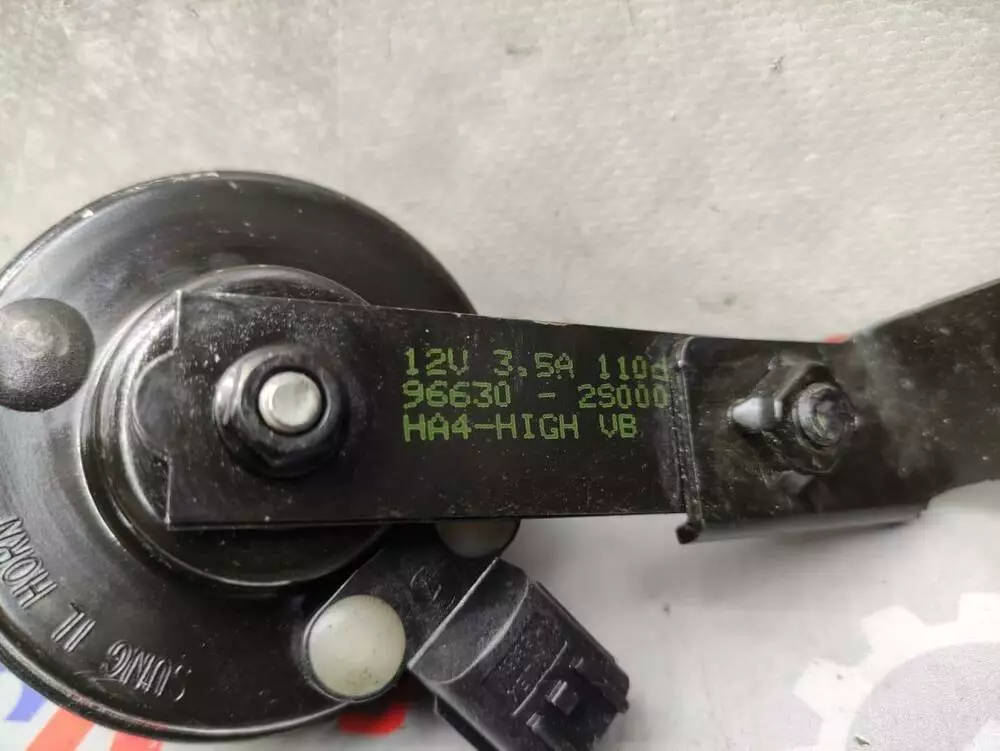 12V 3.5A 110d
96630 - 2S000
HA4-HIGH VB
SUNG IL HORN